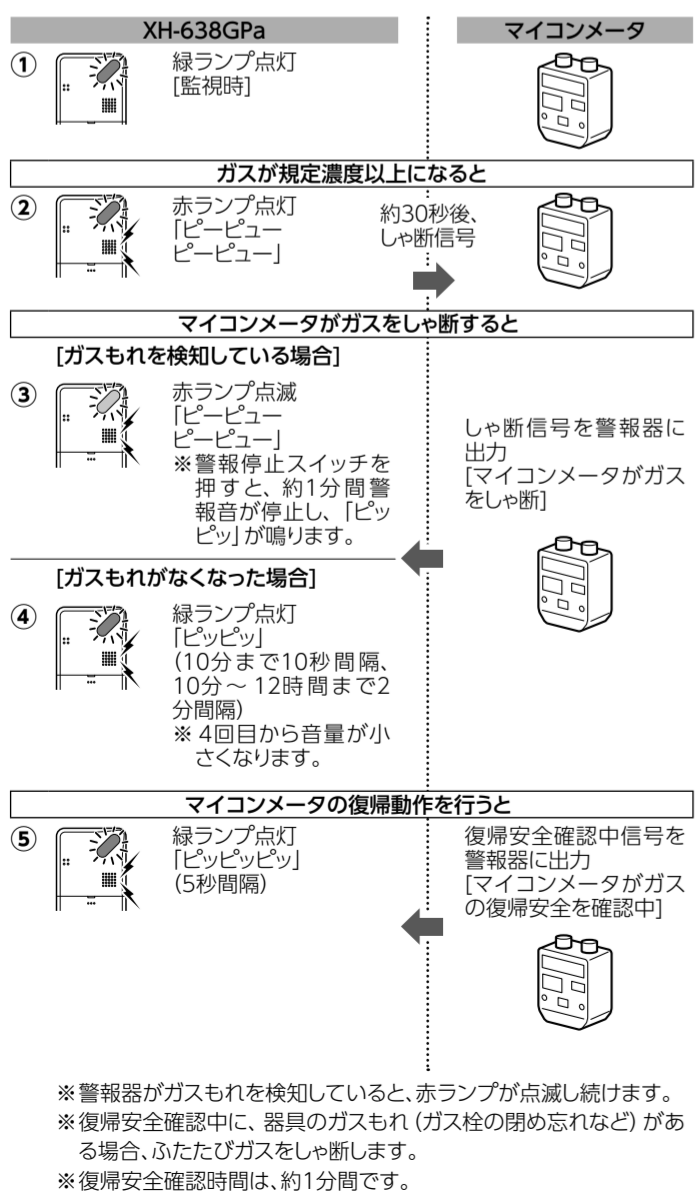 XH-638GPa
マイコンメータ
①
緑ランプ点灯
[監視時]
ガスが規定濃度以上になると
②
赤ランプ点灯
「ピーピュー
ピーピュー」
約30秒後、
しゃ断信号
マイコンメータがガスをしゃ断すると
[ガスもれを検知している場合]
③
赤ランプ点滅
「ピーピュー
ピーピュー」
※警報停止スイッチを
押すと、約1分間警
報音が停止し、「ピッ
ピッ」が鳴ります。
しゃ断信号を警報器に
出力
[マイコンメータがガス
をしゃ断]
[ガスもれがなくなった場合]
④
緑ランプ点灯
「ピッピッ」
(10分まで10秒間隔、
10分～12時間まで2
分間隔)
※ 4回目から音量が小
さくなります。
マイコンメータの復帰動作を行うと
⑤
緑ランプ点灯
「ピッピッピッ」
(5秒間隔)
復帰安全確認中信号を
警報器に出力
[マイコンメータがガス
の復帰安全を確認中]
※警報器がガスもれを検知していると、赤ランプが点滅し続けます。
※復帰安全確認中に、器具のガスもれ(ガス栓の閉め忘れなど)があ
る場合、ふたたびガスをしゃ断します。
※復帰安全確認時間は、約1分間です。